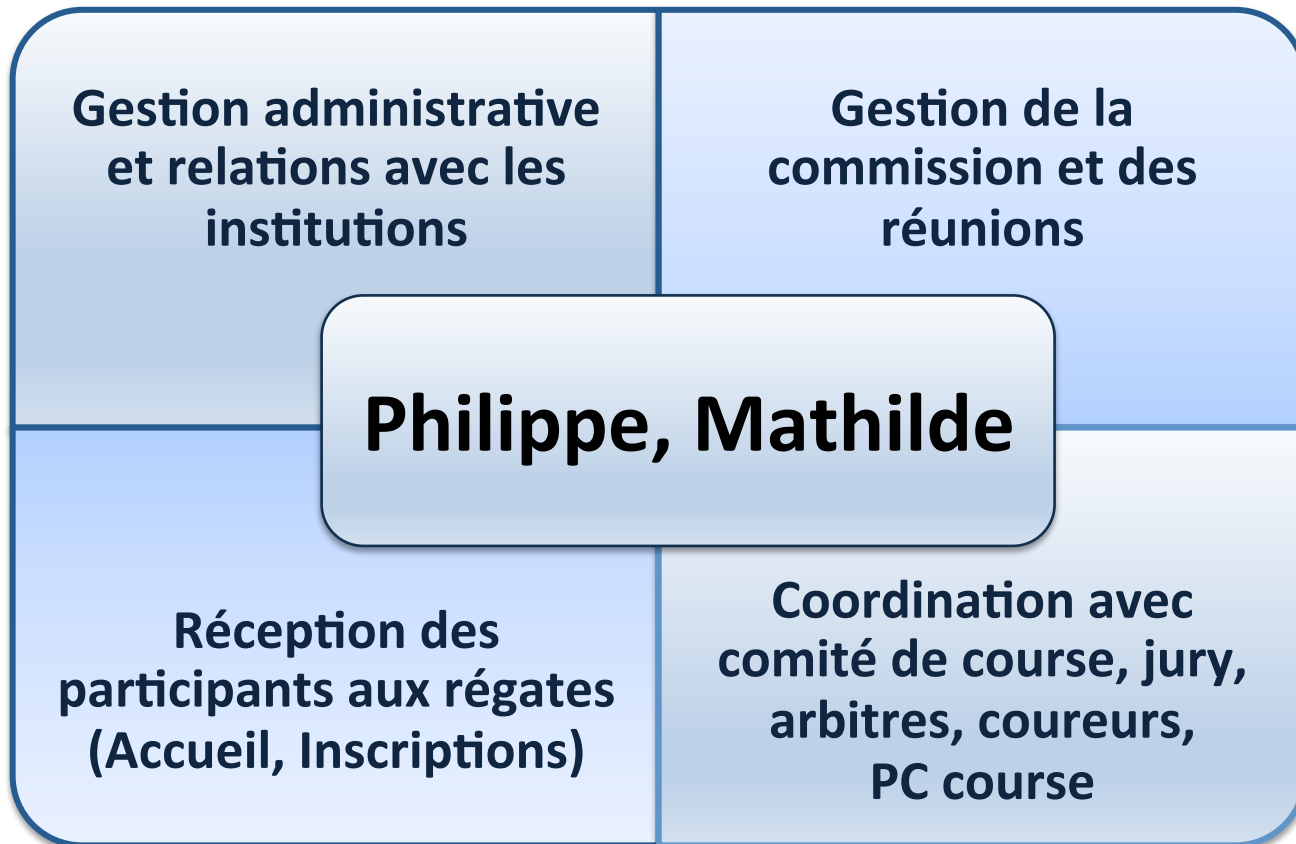 Gestion administrative
et relations avec les
institutions
Gestion de la
commission et des
réunions
Philippe, Mathilde
Réception des
participants aux régates
(Accueil, Inscriptions)
Coordination avec
comité de course, jury,
arbitres, coureurs,
PC course